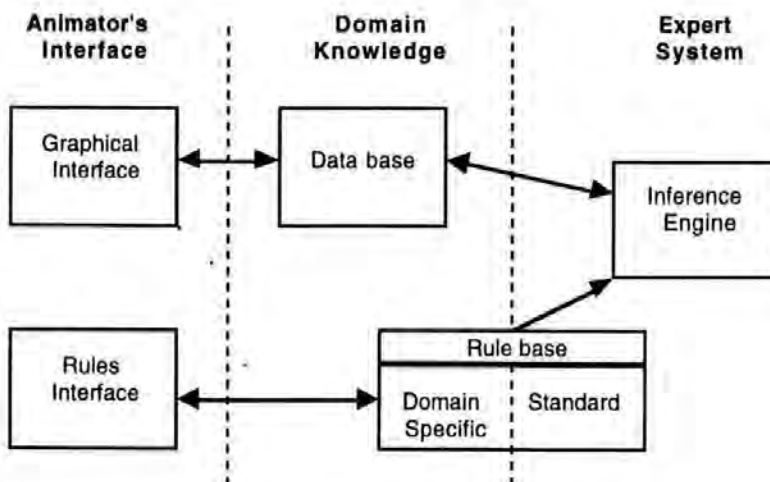 Animator's
Interface
Domain
Knowledge
Expert
System
Graphical
Interface
Data base
Inference
Engine
Rules
Interface
Rule base
Domain
Specific
Standard